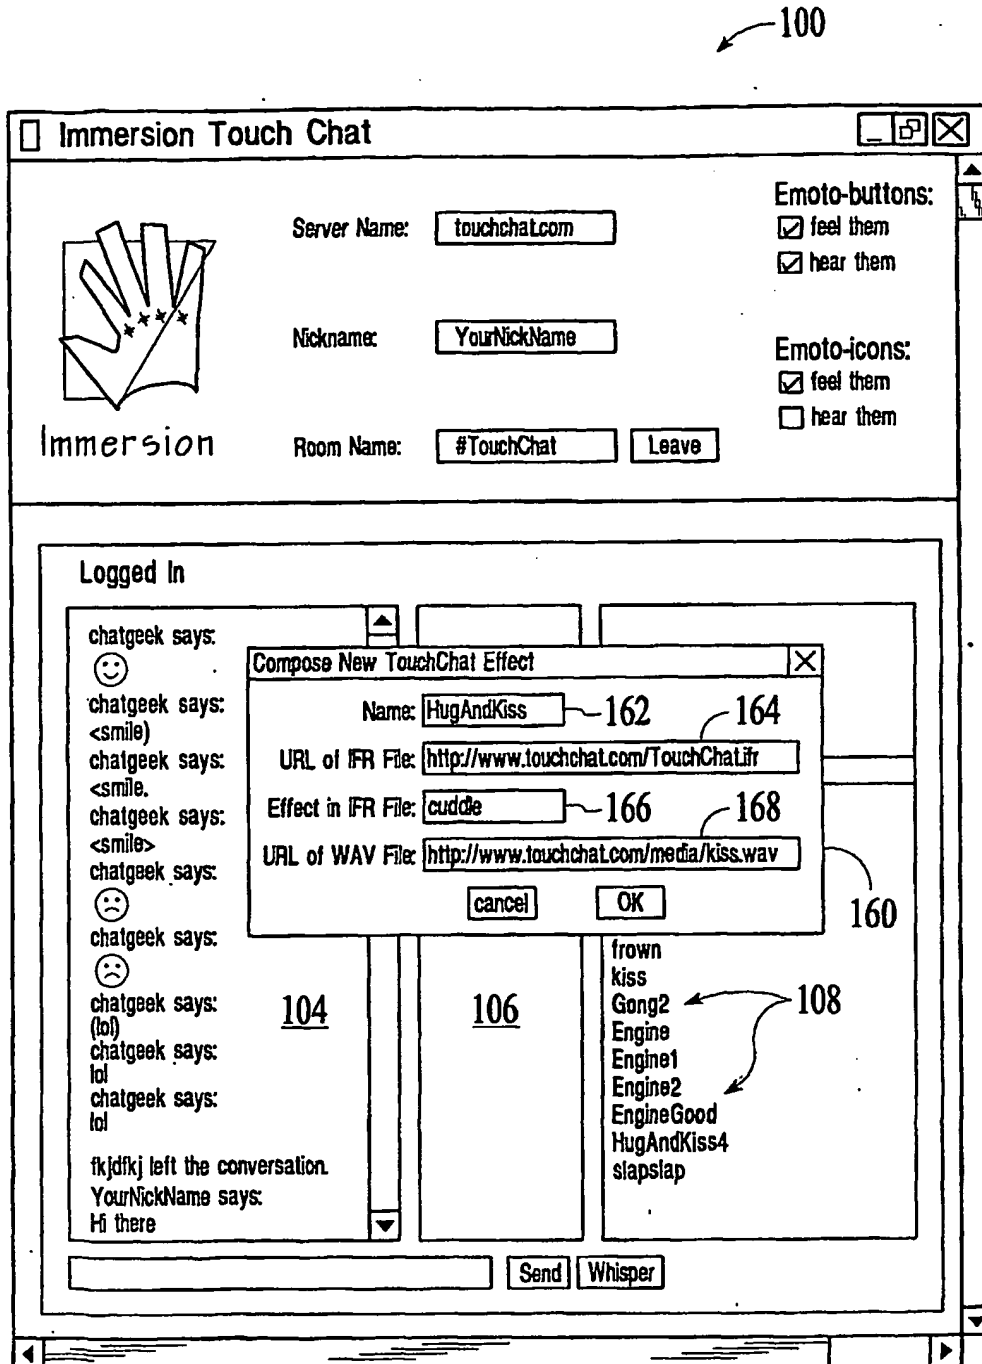 100
Immersion Touch Chat
Server Name: touchchat.com
Nickname: YourNickName
Room Name: #TouchChat Leave
Emoto-buttons:
feel them
hear them
Emoto-icons:
feel them
hear them
Immersion
Logged In
chatgeek says:
chatgeek says:
<smile)
chatgeek says:
<smile.
chatgeek says:
<smile>
chatgeek says:
chatgeek says:
chatgeek says:
(lol)
chatgeek says:
lol
chatgeek says:
lol
fkjdfkj left the conversation.
YourNickName says:
Hi there
104
106
Compose New TouchChat Effect
Name: HugAndKiss 162
164
URL of IFR File: http://www.touchchat.com/TouchChat.ifr
Effect in IFR File: cuddle 166
168
URL of WAV File: http://www.touchchat.com/media/kiss.wav
cancel OK
160
frown
kiss
Gong2
Engine
Engine1
Engine2
EngineGood
HugAndKiss4
slapslap
108
Send Whisper